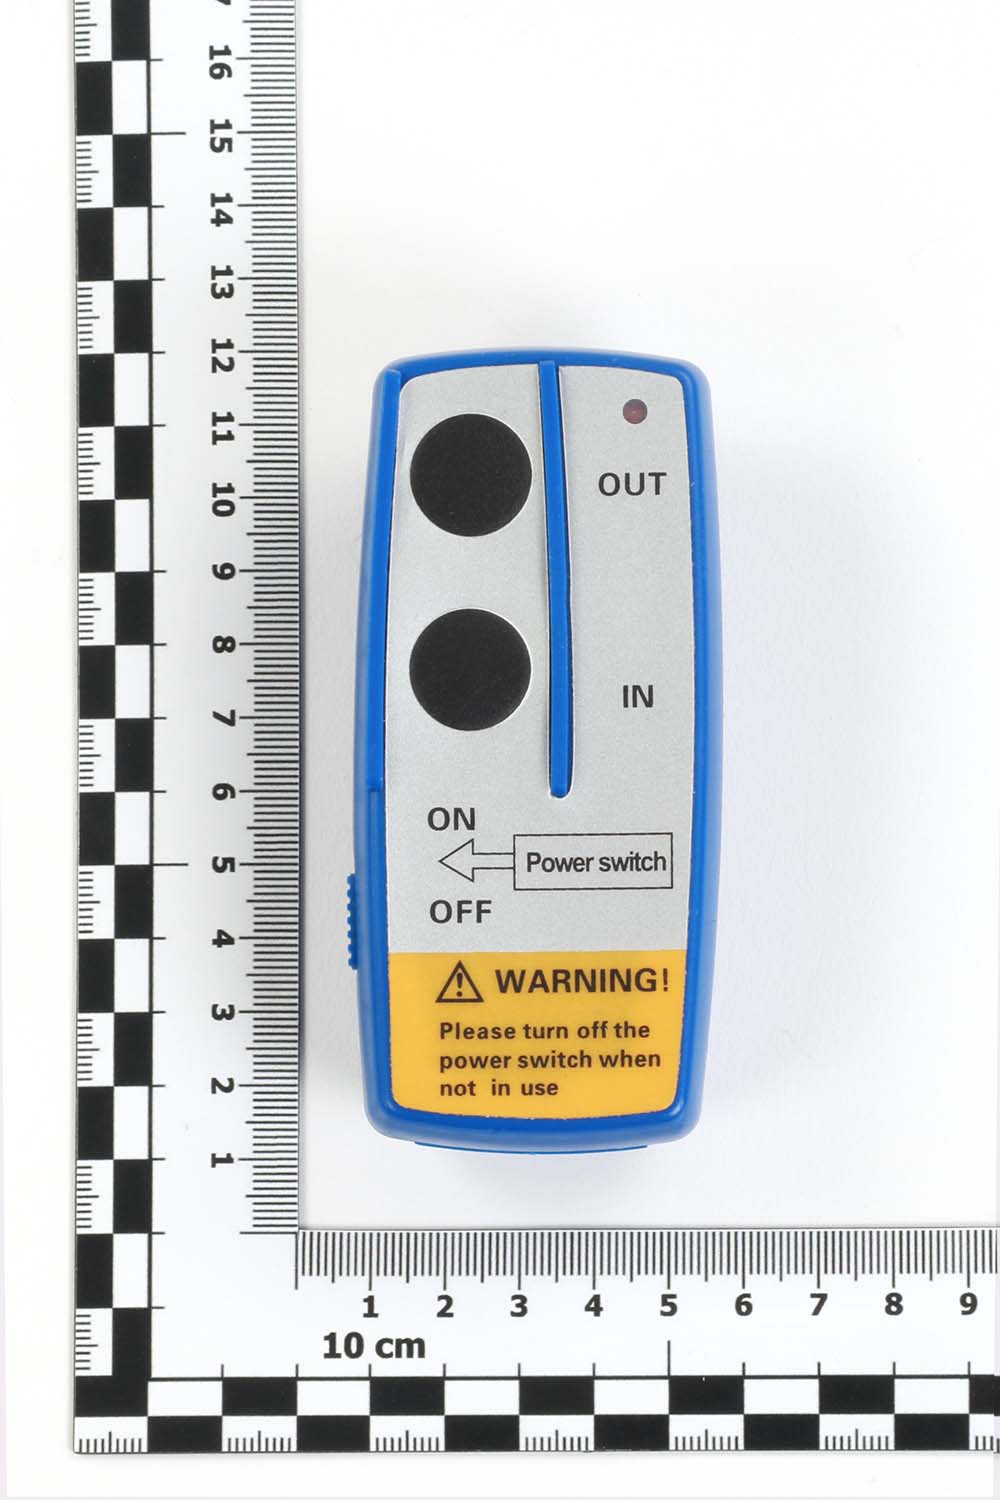 16
15
14
13
12
11
10
9
8
7
6
5
4
3
2
1
OUT
IN
ON
Power switch
OFF
WARNING!
Please turn off the
power switch when
not in use
1 2 3 4 5 6 7 8 9
10 cm